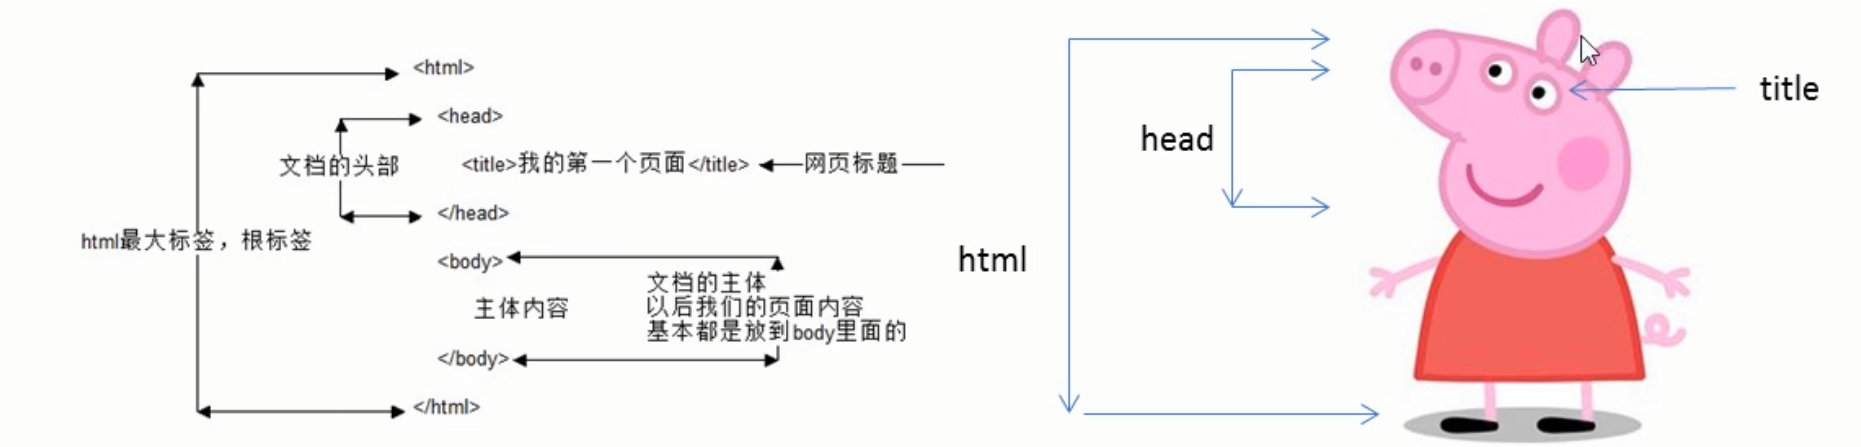 <html>
<head>
文档的头部
<title>我的第一个页面</title>
网页标题
</head>
html最大标签，根标签
<body>
文档的主体
主体内容
以后我们的页面内容
基本都是放到body里面的
</body>
</html>
html
head
title